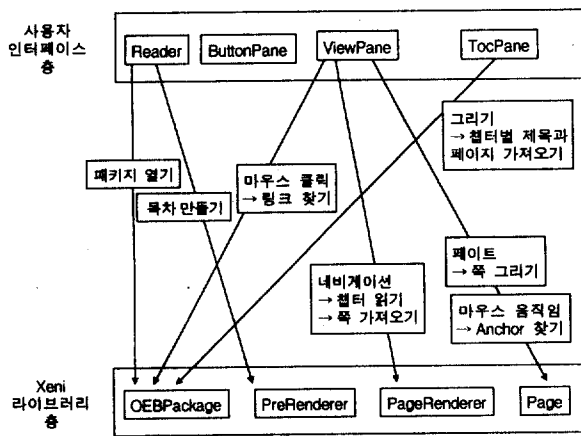 사용자
인터페이스
층
Reader
ButtonPane
ViewPane
TocPane
그리기
→ 챕터별 제목과
페이지 가져오기
패키지 열기
목차 만들기
마우스 클릭
→ 링크 찾기
네비게이션
→ 챕터 읽기
→ 쪽 가져오기
페이트
→ 쪽 그리기
마우스 움직임
→ Anchor 찾기
Xeni
라이브러리
층
OEBPackage
PreRenderer
PageRenderer
Page